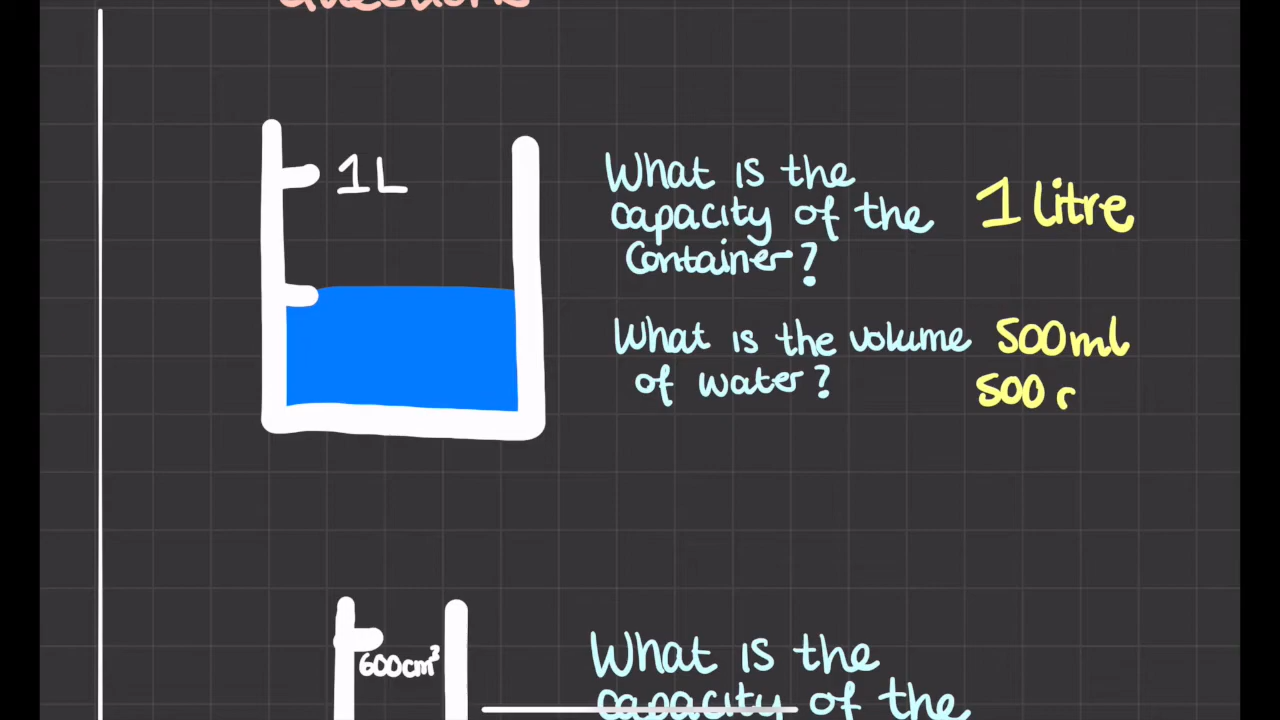 1L
What is the
capacity of the
Container?
1 litre
What is the volume
of water?
500ml
500 c
600cm³
What is the
capacity of the